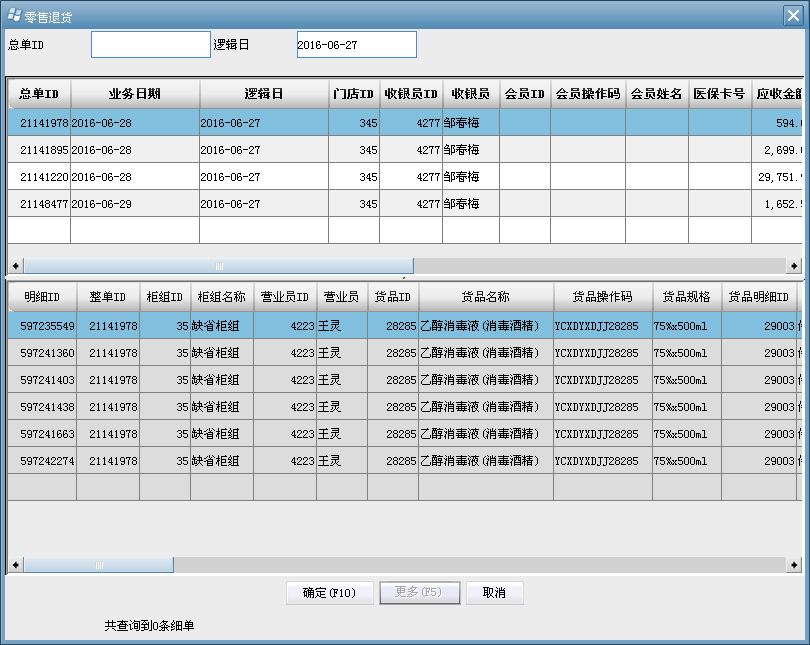 零售退货
总单ID 逻辑日 2016-06-27
总单ID 业务日期 逻辑日 门店ID 收银员ID 收银员 会员ID 会员操作码 会员姓名 医保卡号 应收金额
21141978 2016-06-28 2016-06-27 345 4277 邹春梅 594.
21141895 2016-06-28 2016-06-27 345 4277 邹春梅 2,699.
21141220 2016-06-28 2016-06-27 345 4277 邹春梅 29,751.
21148477 2016-06-29 2016-06-27 345 4277 邹春梅 1,652.
明细ID 整单ID 柜组ID 柜组名称 营业员ID 营业员 货品ID 货品名称 货品操作码 货品规格 货品明细ID
597235549 21141978 35 缺省柜组 4223 王灵 28285 乙醇消毒液(消毒酒精) YCXDYXDJJ28285 75%x500ml 29003
597241360 21141978 35 缺省柜组 4223 王灵 28285 乙醇消毒液(消毒酒精) YCXDYXDJJ28285 75%x500ml 29003
597241403 21141978 35 缺省柜组 4223 王灵 28285 乙醇消毒液(消毒酒精) YCXDYXDJJ28285 75%x500ml 29003
597241438 21141978 35 缺省柜组 4223 王灵 28285 乙醇消毒液(消毒酒精) YCXDYXDJJ28285 75%x500ml 29003
597241663 21141978 35 缺省柜组 4223 王灵 28285 乙醇消毒液(消毒酒精) YCXDYXDJJ28285 75%x500ml 29003
597242274 21141978 35 缺省柜组 4223 王灵 28285 乙醇消毒液(消毒酒精) YCXDYXDJJ28285 75%x500ml 29003
确定(F10) 更多(F5) 取消
共查询到0条细单